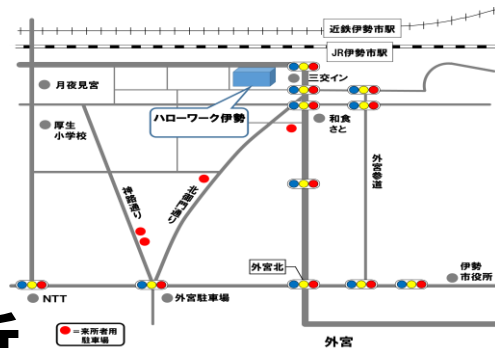 近鉄伊勢市駅
JR伊勢市駅
月夜見宮
三交イン
ハローワーク伊勢
厚生
小学校
和食
さと
外宮参道
神路通り
北御門通り
外宮北
伊勢
市役所
NTT
外宮駐車場
=来所者用
駐車場
外宮